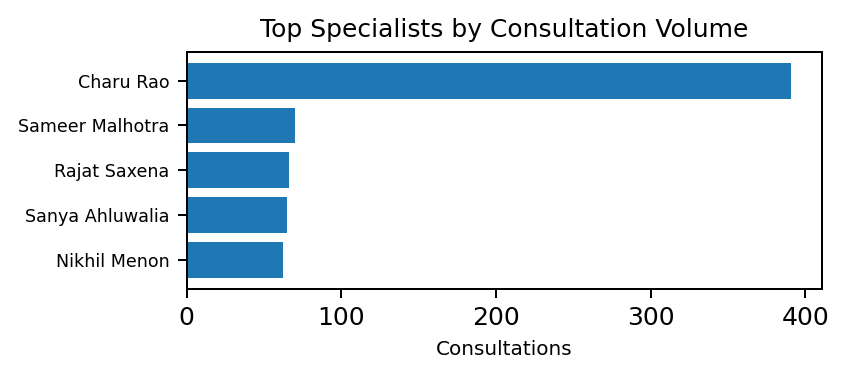 Top Specialists by Consultation Volume
Charu Rao
Sameer Malhotra
Rajat Saxena
Sanya Ahluwalia
Nikhil Menon
0 100 200 300 400
Consultations